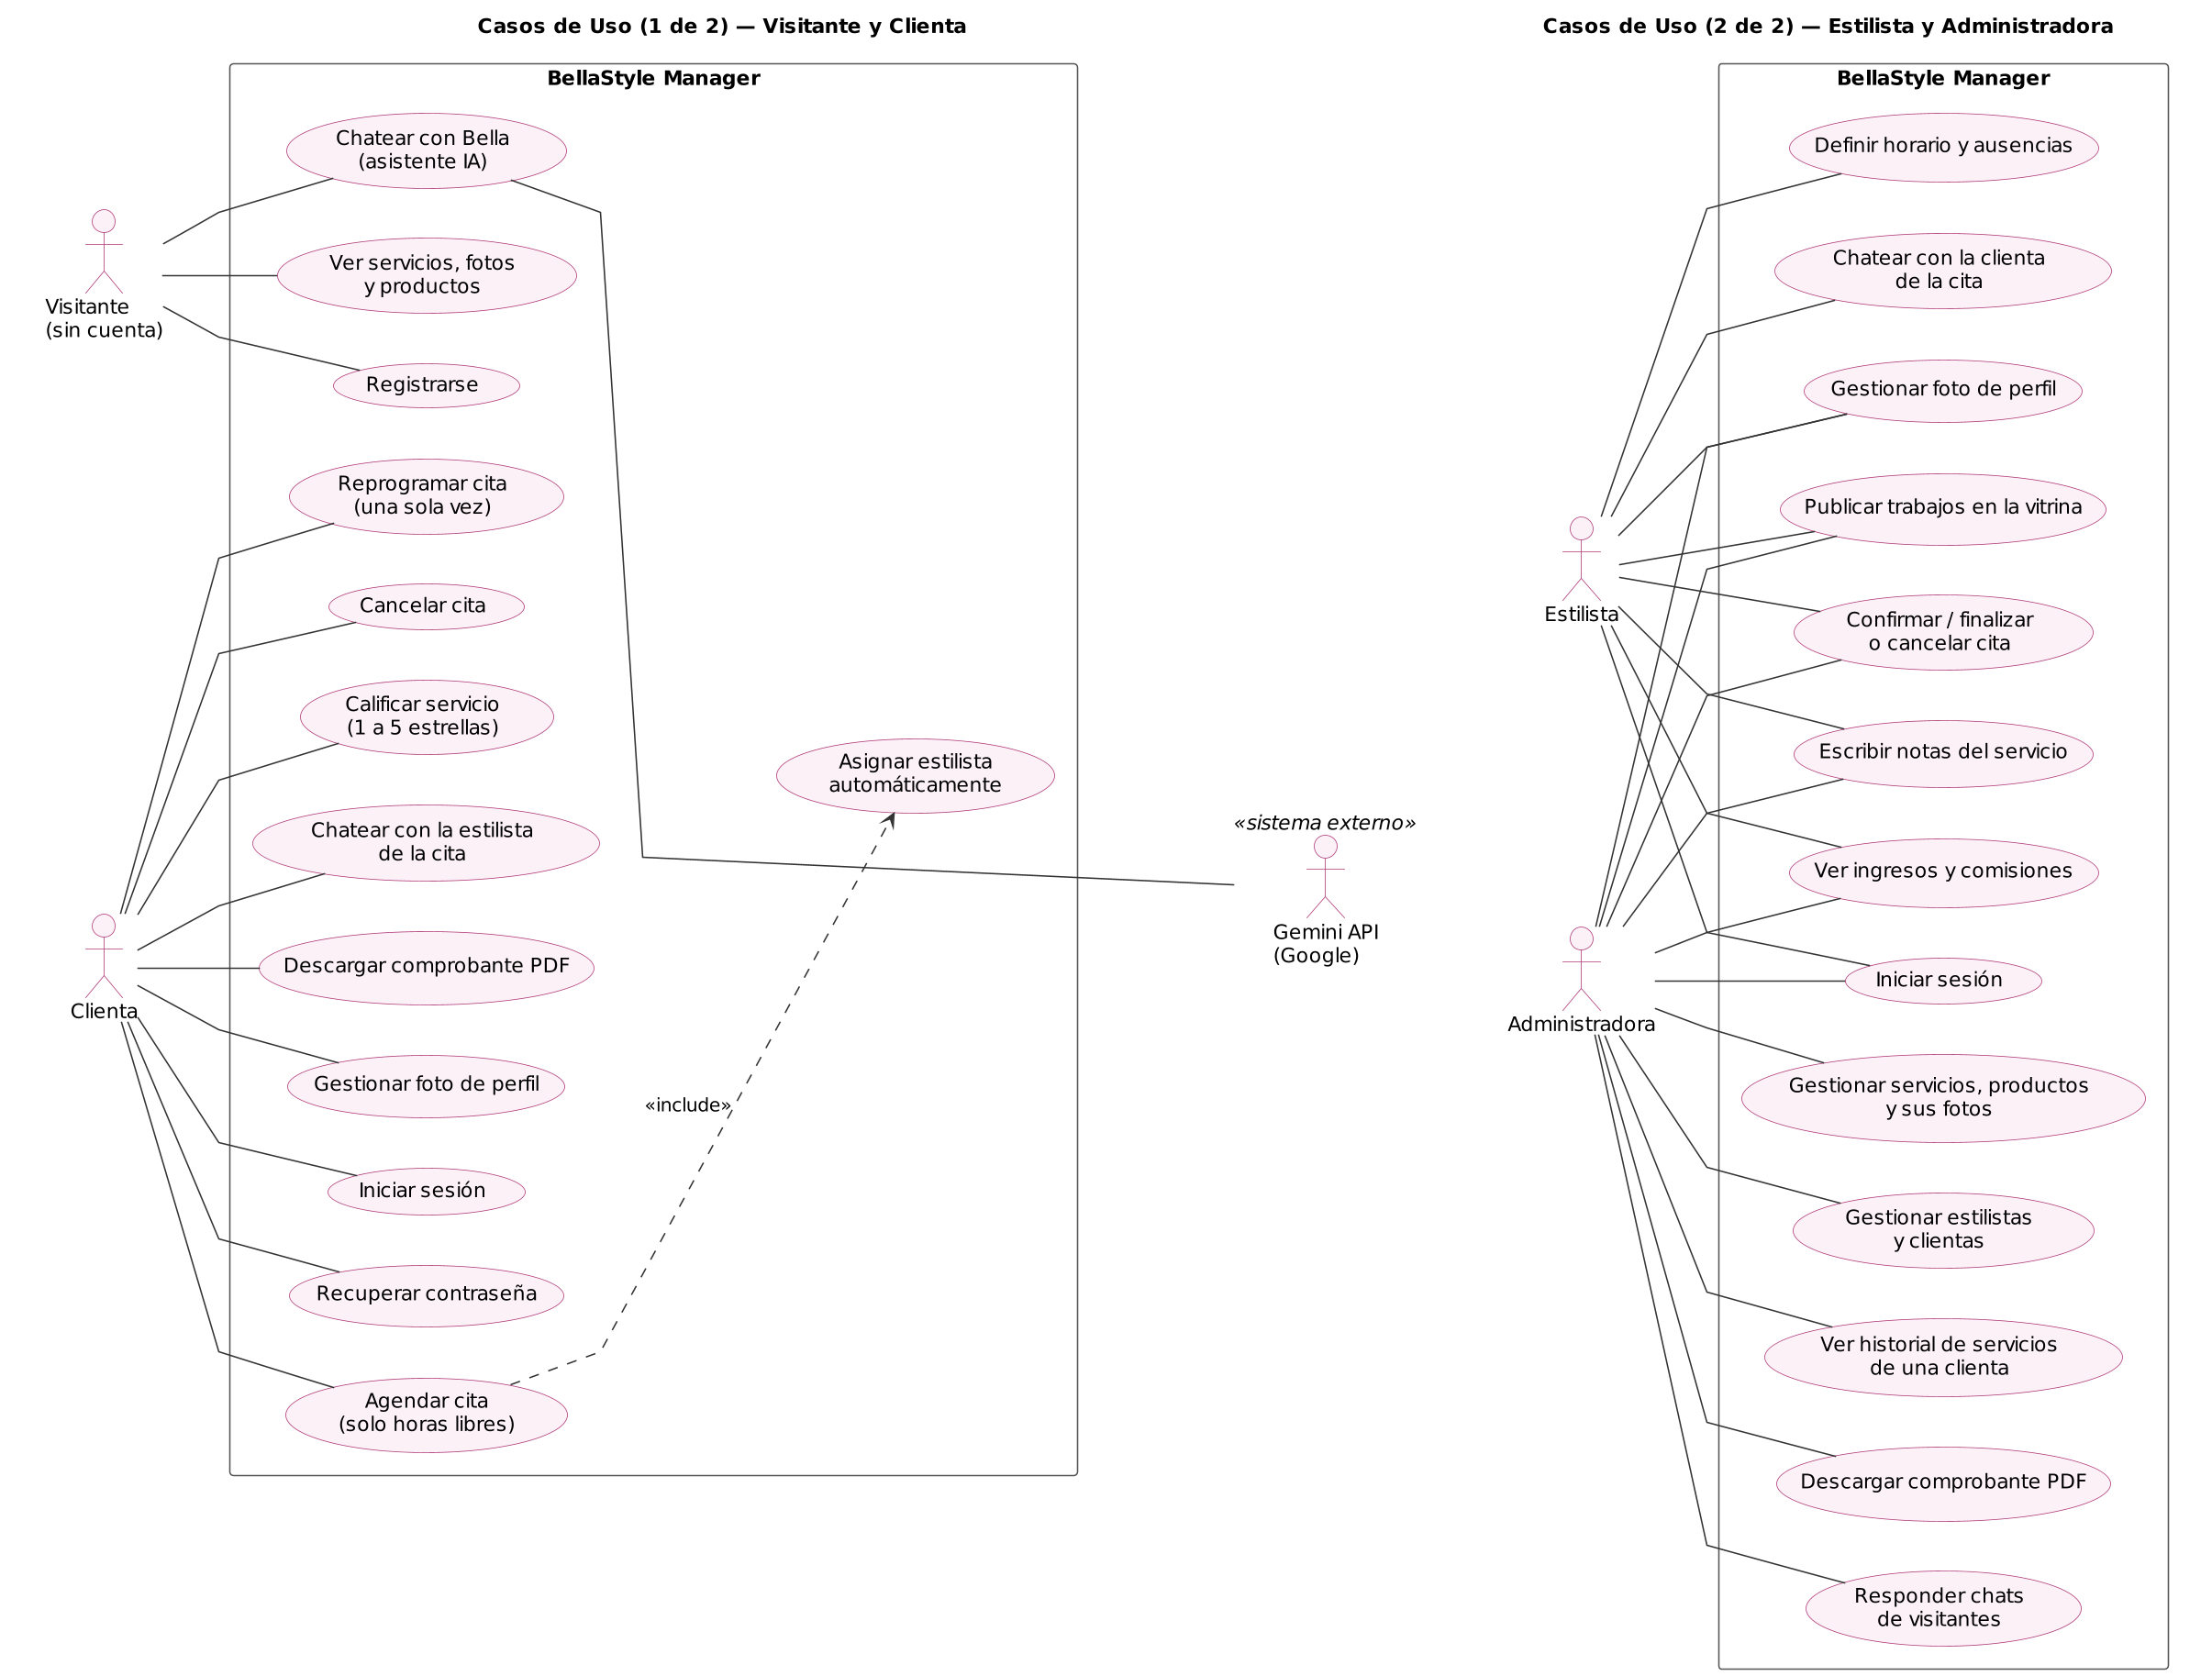 Casos de Uso (1 de 2) — Visitante y Clienta
BellaStyle Manager
Chatear con Bella
(asistente IA)
Ver servicios, fotos
y productos
Visitante
(sin cuenta)
Registrarse
Reprogramar cita
(una sola vez)
Cancelar cita
Calificar servicio
(1 a 5 estrellas)
Asignar estilista
automáticamente
Chatear con la estilista
de la cita
«sistema externo»
Gemini API
(Google)
Descargar comprobante PDF
Clienta
Gestionar foto de perfil
«include»
Iniciar sesión
Recuperar contraseña
Agendar cita
(solo horas libres)
Casos de Uso (2 de 2) — Estilista y Administradora
BellaStyle Manager
Definir horario y ausencias
Chatear con la clienta
de la cita
Gestionar foto de perfil
Publicar trabajos en la vitrina
Estilista
Confirmar / finalizar
o cancelar cita
Escribir notas del servicio
Ver ingresos y comisiones
Iniciar sesión
Administradora
Gestionar servicios, productos
y sus fotos
Gestionar estilistas
y clientas
Ver historial de servicios
de una clienta
Descargar comprobante PDF
Responder chats
de visitantes